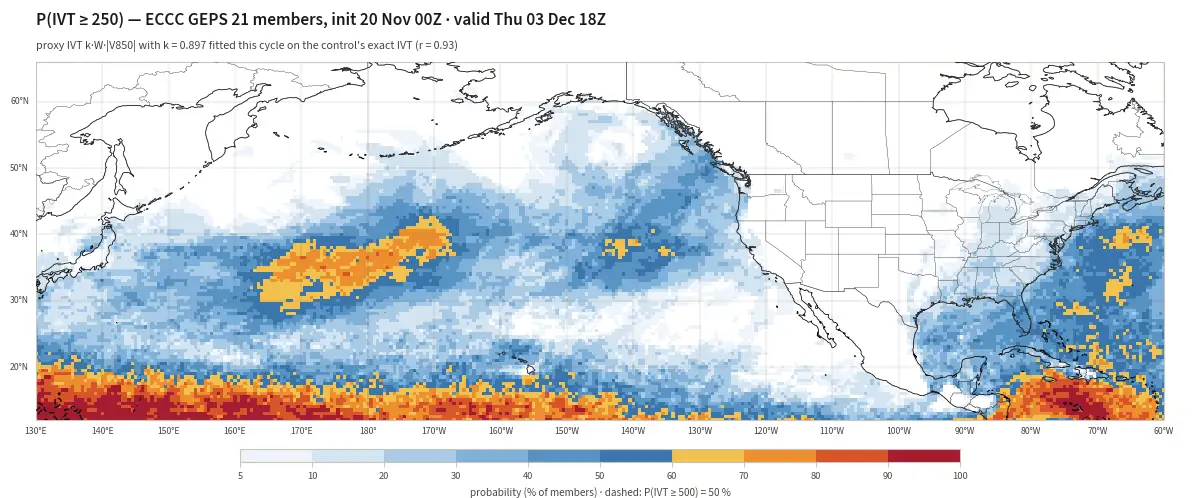 P(IVT ≥ 250) — ECCC GEPS 21 members, init 20 Nov 00Z · valid Thu 03 Dec 18Z
proxy IVT k·W·|V850| with k = 0.897 fitted this cycle on the control's exact IVT (r = 0.93)
60°N
50°N
40°N
30°N
20°N
130°E 140°E 150°E 160°E 170°E 180° 170°W 160°W 150°W 140°W 130°W 120°W 110°W 100°W 90°W 80°W 70°W 60°W
5 10 20 30 40 50 60 70 80 90 100
probability (% of members) · dashed: P(IVT ≥ 500) = 50 %